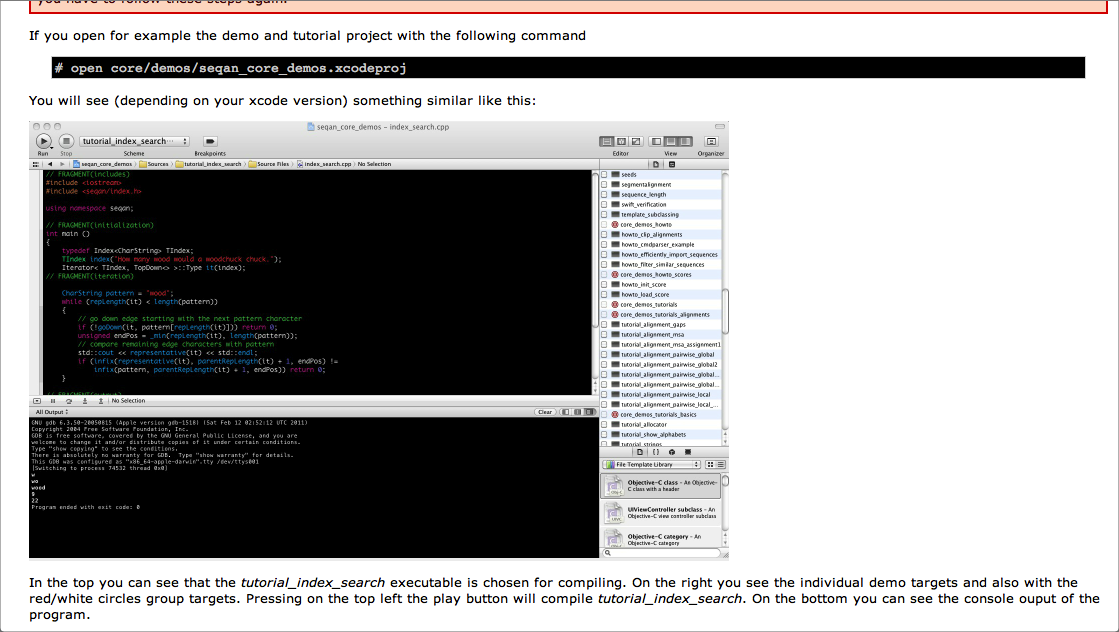 you have to follow these steps again.
If you open for example the demo and tutorial project with the following command
# open core/demos/seqan_core_demos.xcodeproj
You will see (depending on your xcode version) something similar like this:
seqan_core_demos – index_search.cpp
tutorial_index_search…
Run Stop Scheme Breakpoints Editor View Organizer
seqan_core_demos Sources tutorial_index_search Source Files index_search.cpp No Selection
// FRAGMENT(includes)
#include <iostream>
#include <seqan/index.h>
using namespace seqan;
// FRAGMENT(initialization)
int main ()
{
typedef Index<CharString> TIndex;
TIndex index("How many wood would a woodchuck chuck.");
Iterator< TIndex, TopDown<> >::Type it(index);
// FRAGMENT(iteration)
CharString pattern = "wood";
while (repLength(it) < length(pattern))
{
// go down edge starting with the next pattern character
if (!goDown(it, pattern[repLength(it)])) return 0;
unsigned endPos = _min(repLength(it), length(pattern));
// compare remaining edge characters with pattern
std::cout << representative(it) << std::endl;
if (infix(representative(it), parentRepLength(it) + 1, endPos) !=
infix(pattern, parentRepLength(it) + 1, endPos)) return 0;
}
// FRAGMENT(output)
No Selection
All Output
Clear
GNU gdb 6.3.50-20050815 (Apple version gdb-1518) (Sat Feb 12 02:52:12 UTC 2011)
Copyright 2004 Free Software Foundation, Inc.
GDB is free software, covered by the GNU General Public License, and you are
welcome to change it and/or distribute copies of it under certain conditions.
Type "show copying" to see the conditions.
There is absolutely no warranty for GDB.  Type "show warranty" for details.
This GDB was configured as "x86_64-apple-darwin".tty /dev/ttys001
[Switching to process 74532 thread 0x0]
w
wo
wood
9
22
Program ended with exit code: 0
seeds
segmentalignment
sequence_length
swift_verification
template_subclassing
core_demos_howto
howto_clip_alignments
howto_cmdparser_example
howto_efficiently_import_sequences
howto_filter_similar_sequences
core_demos_howto_scores
howto_init_score
howto_load_score
core_demos_tutorials
core_demos_tutorials_alignments
tutorial_alignment_gaps
tutorial_alignment_msa
tutorial_alignment_msa_assignment1
tutorial_alignment_pairwise_global
tutorial_alignment_pairwise_global2
tutorial_alignment_pairwise_global...
tutorial_alignment_pairwise_global...
tutorial_alignment_pairwise_local
tutorial_alignment_pairwise_local_...
core_demos_tutorials_basics
tutorial_allocator
tutorial_show_alphabets
tutorial_strings
File Template Library
Objective-C class – An Objective-
C class with a header
UIViewController subclass – An
Objective-C view controller subclass
Objective-C category – An
Objective-C category
In the top you can see that the tutorial_index_search executable is chosen for compiling. On the right you see the individual demo targets and also with the
red/white circles group targets. Pressing on the top left the play button will compile tutorial_index_search. On the bottom you can see the console ouput of the
program.